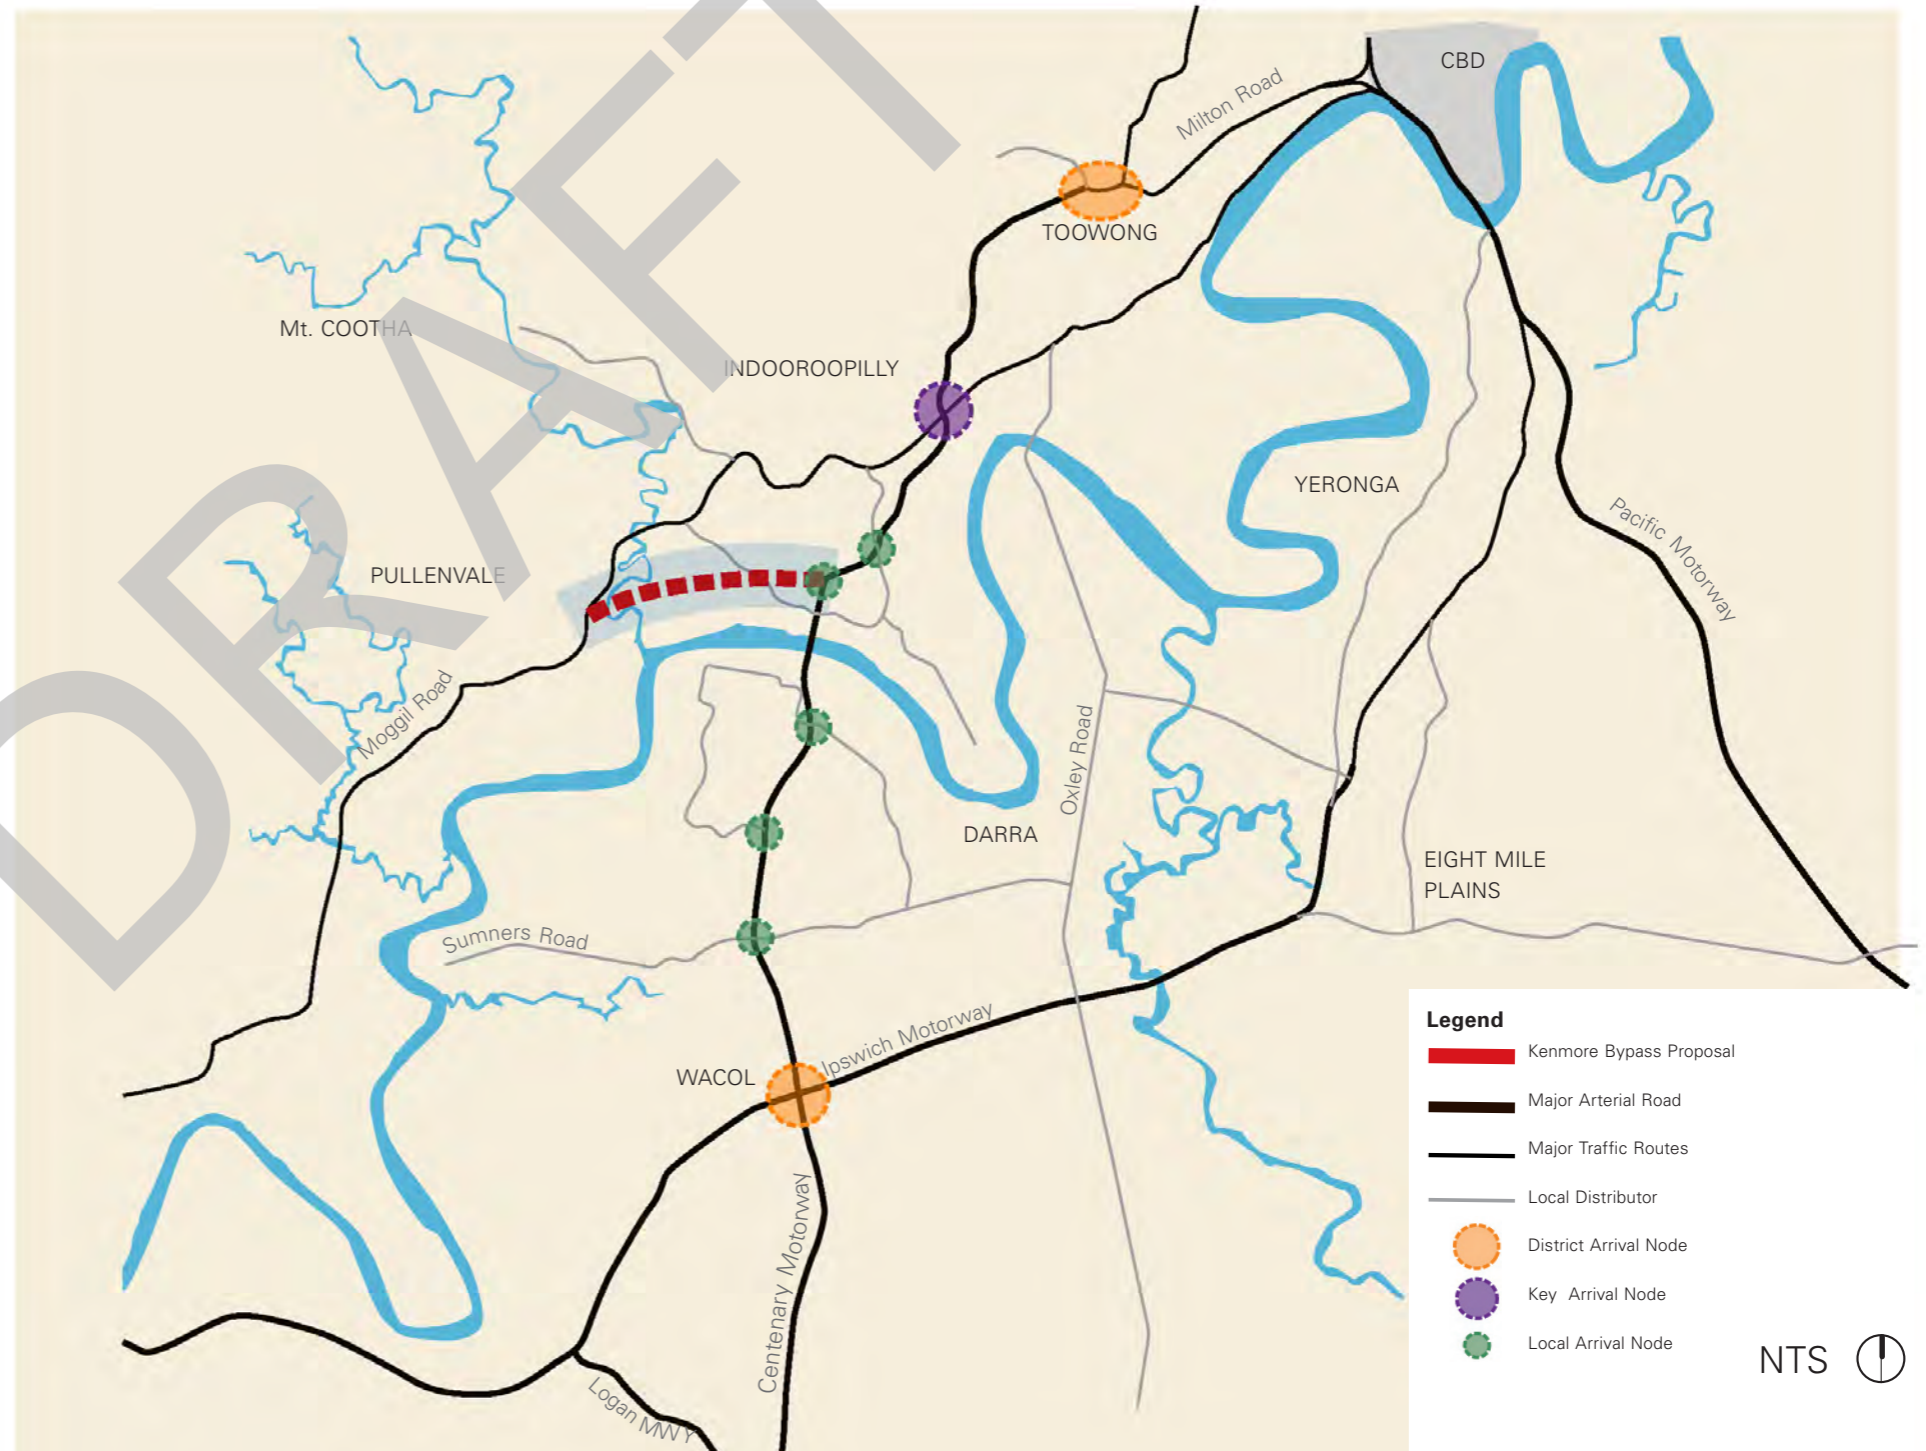 DRAFT
CBD
Milton Road
TOOWONG
Mt. COOTHA
INDOOROOPILLY
YERONGA
Pacific Motorway
PULLENVALE
Moggil Road
Oxley Road
DARRA
EIGHT MILE
PLAINS
Sumners Road
Ipswich Motorway
WACOL
Centenary Motorway
Logan MWY
Legend
Kenmore Bypass Proposal
Major Arterial Road
Major Traffic Routes
Local Distributor
District Arrival Node
Key Arrival Node
Local Arrival Node
NTS